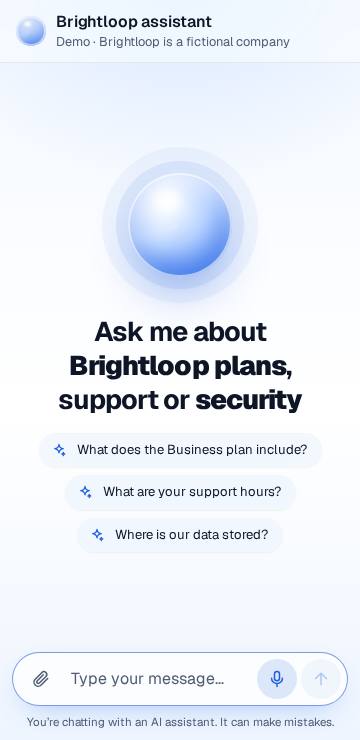 Brightloop assistant
Demo · Brightloop is a fictional company
Ask me about
Brightloop plans,
support or security
What does the Business plan include?
What are your support hours?
Where is our data stored?
Type your message...
You're chatting with an AI assistant. It can make mistakes.